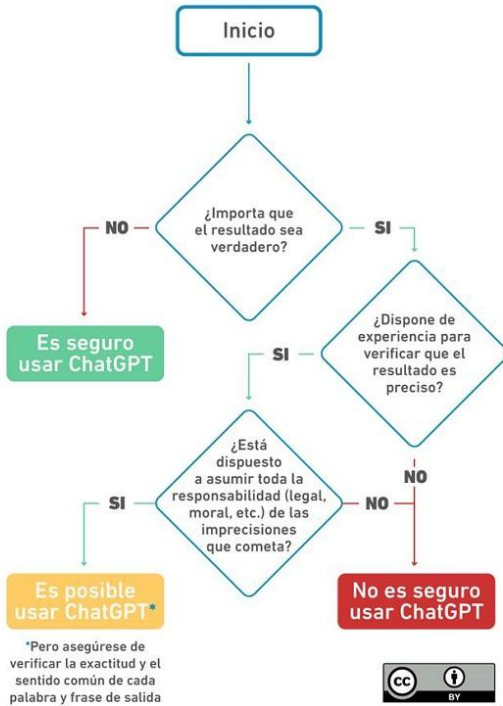 Inicio
¿Importa que
el resultado sea
verdadero?
NO
SI
Es seguro
usar ChatGPT
¿Dispone de
experiencia para
verificar que el
resultado es
preciso?
SI
NO
¿Está
dispuesto
a asumir toda la
responsabilidad (legal,
moral, etc.) de las
imprecisiones
que cometa?
SI
NO
Es posible
usar ChatGPT*
No es seguro
usar ChatGPT
*Pero asegúrese de
verificar la exactitud y el
sentido común de cada
palabra y frase de salida
cc
BY